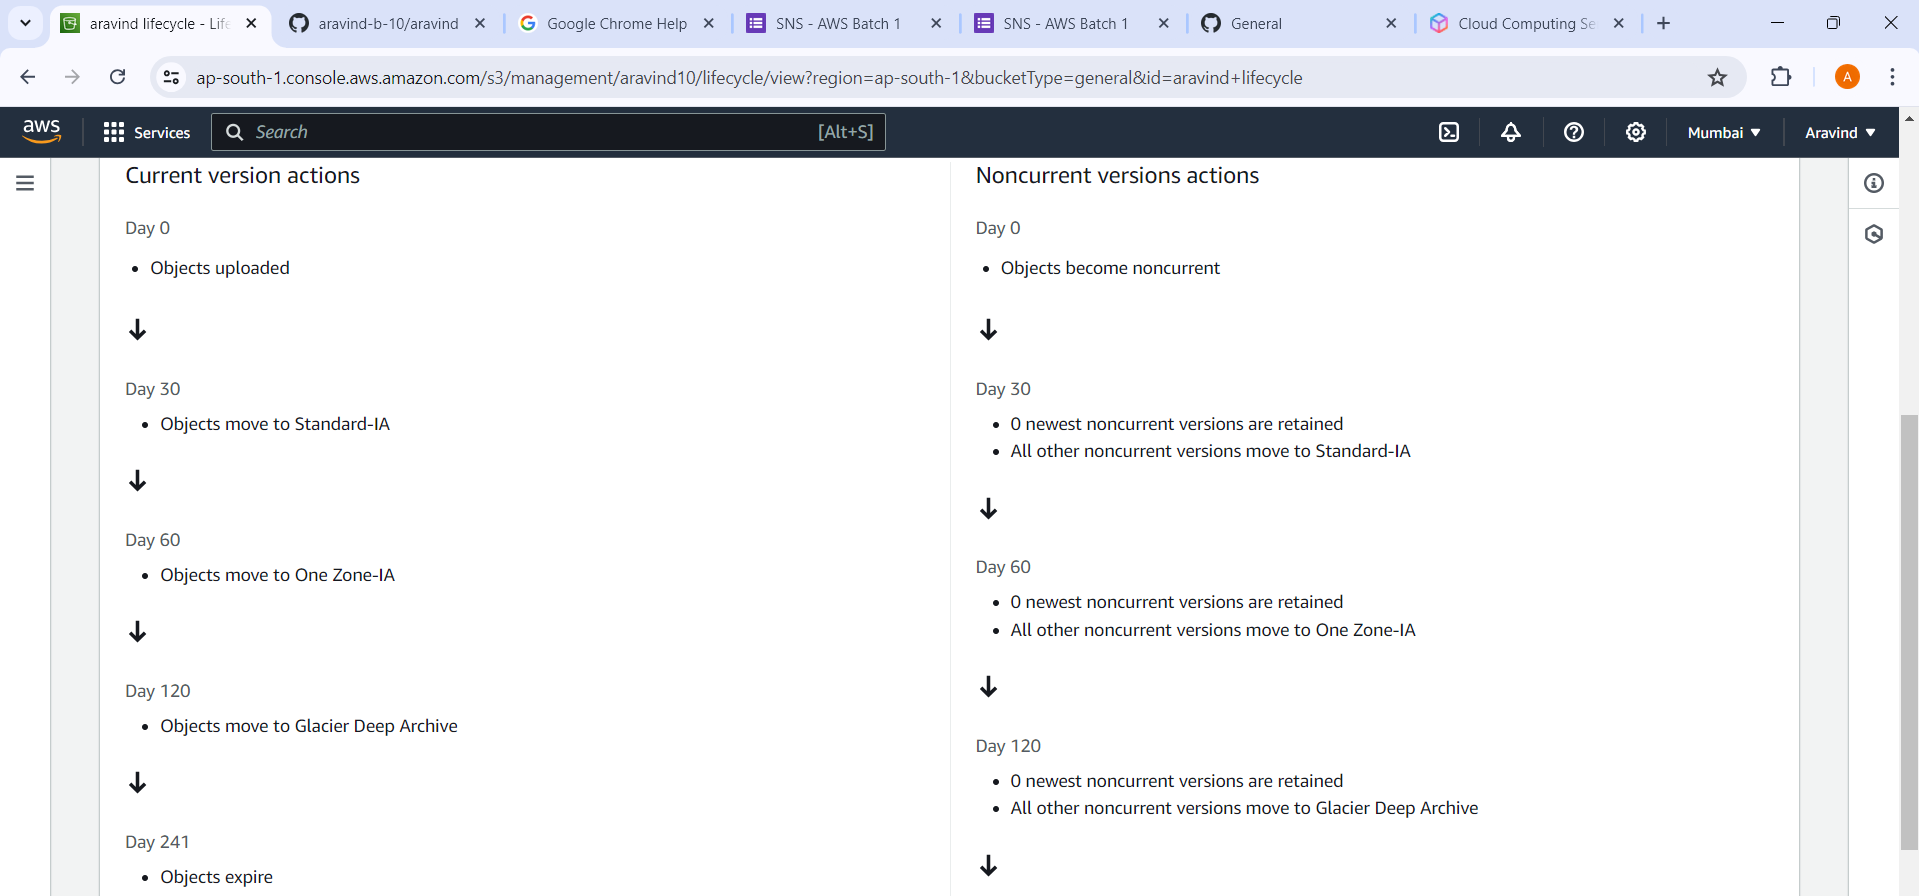 aravind lifecycle - Life
aravind-b-10/aravind
Google Chrome Help
SNS - AWS Batch 1
SNS - AWS Batch 1
General
Cloud Computing Se
ap-south-1.console.aws.amazon.com/s3/management/aravind10/lifecycle/view?region=ap-south-1&bucketType=general&id=aravind+lifecycle
A
aws
Services
Search
[Alt+S]
Mumbai
Aravind
Current version actions
Day 0
Objects uploaded
Day 30
Objects move to Standard-IA
Day 60
Objects move to One Zone-IA
Day 120
Objects move to Glacier Deep Archive
Day 241
Objects expire
Noncurrent versions actions
Day 0
Objects become noncurrent
Day 30
0 newest noncurrent versions are retained
All other noncurrent versions move to Standard-IA
Day 60
0 newest noncurrent versions are retained
All other noncurrent versions move to One Zone-IA
Day 120
0 newest noncurrent versions are retained
All other noncurrent versions move to Glacier Deep Archive